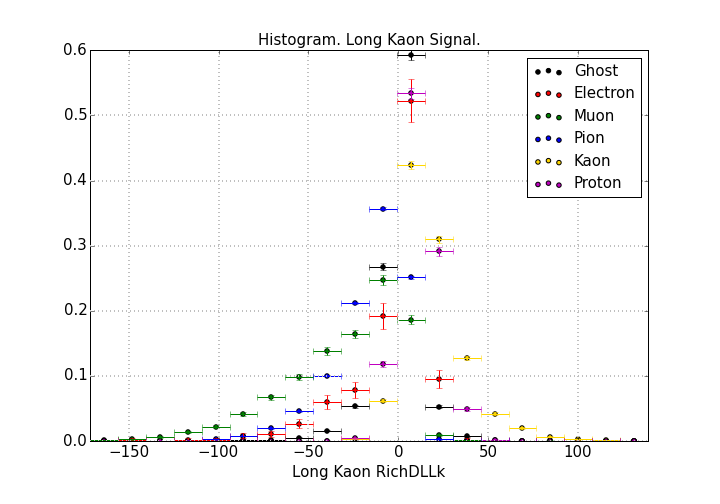 Histogram. Long Kaon Signal.
0.6
0.5
0.4
0.3
0.2
0.1
0.0
Ghost
Electron
Muon
Pion
Kaon
Proton
−150 −100 −50 0 50 100
Long Kaon RichDLLk